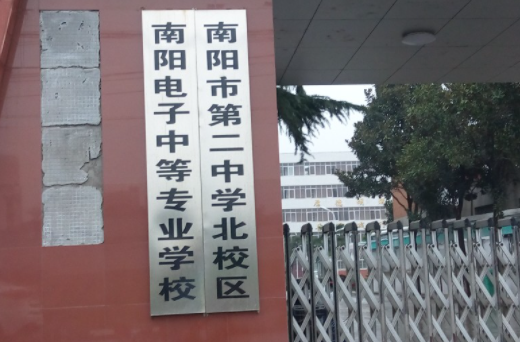 南阳市第二中学北校区
南阳电子中等专业学校